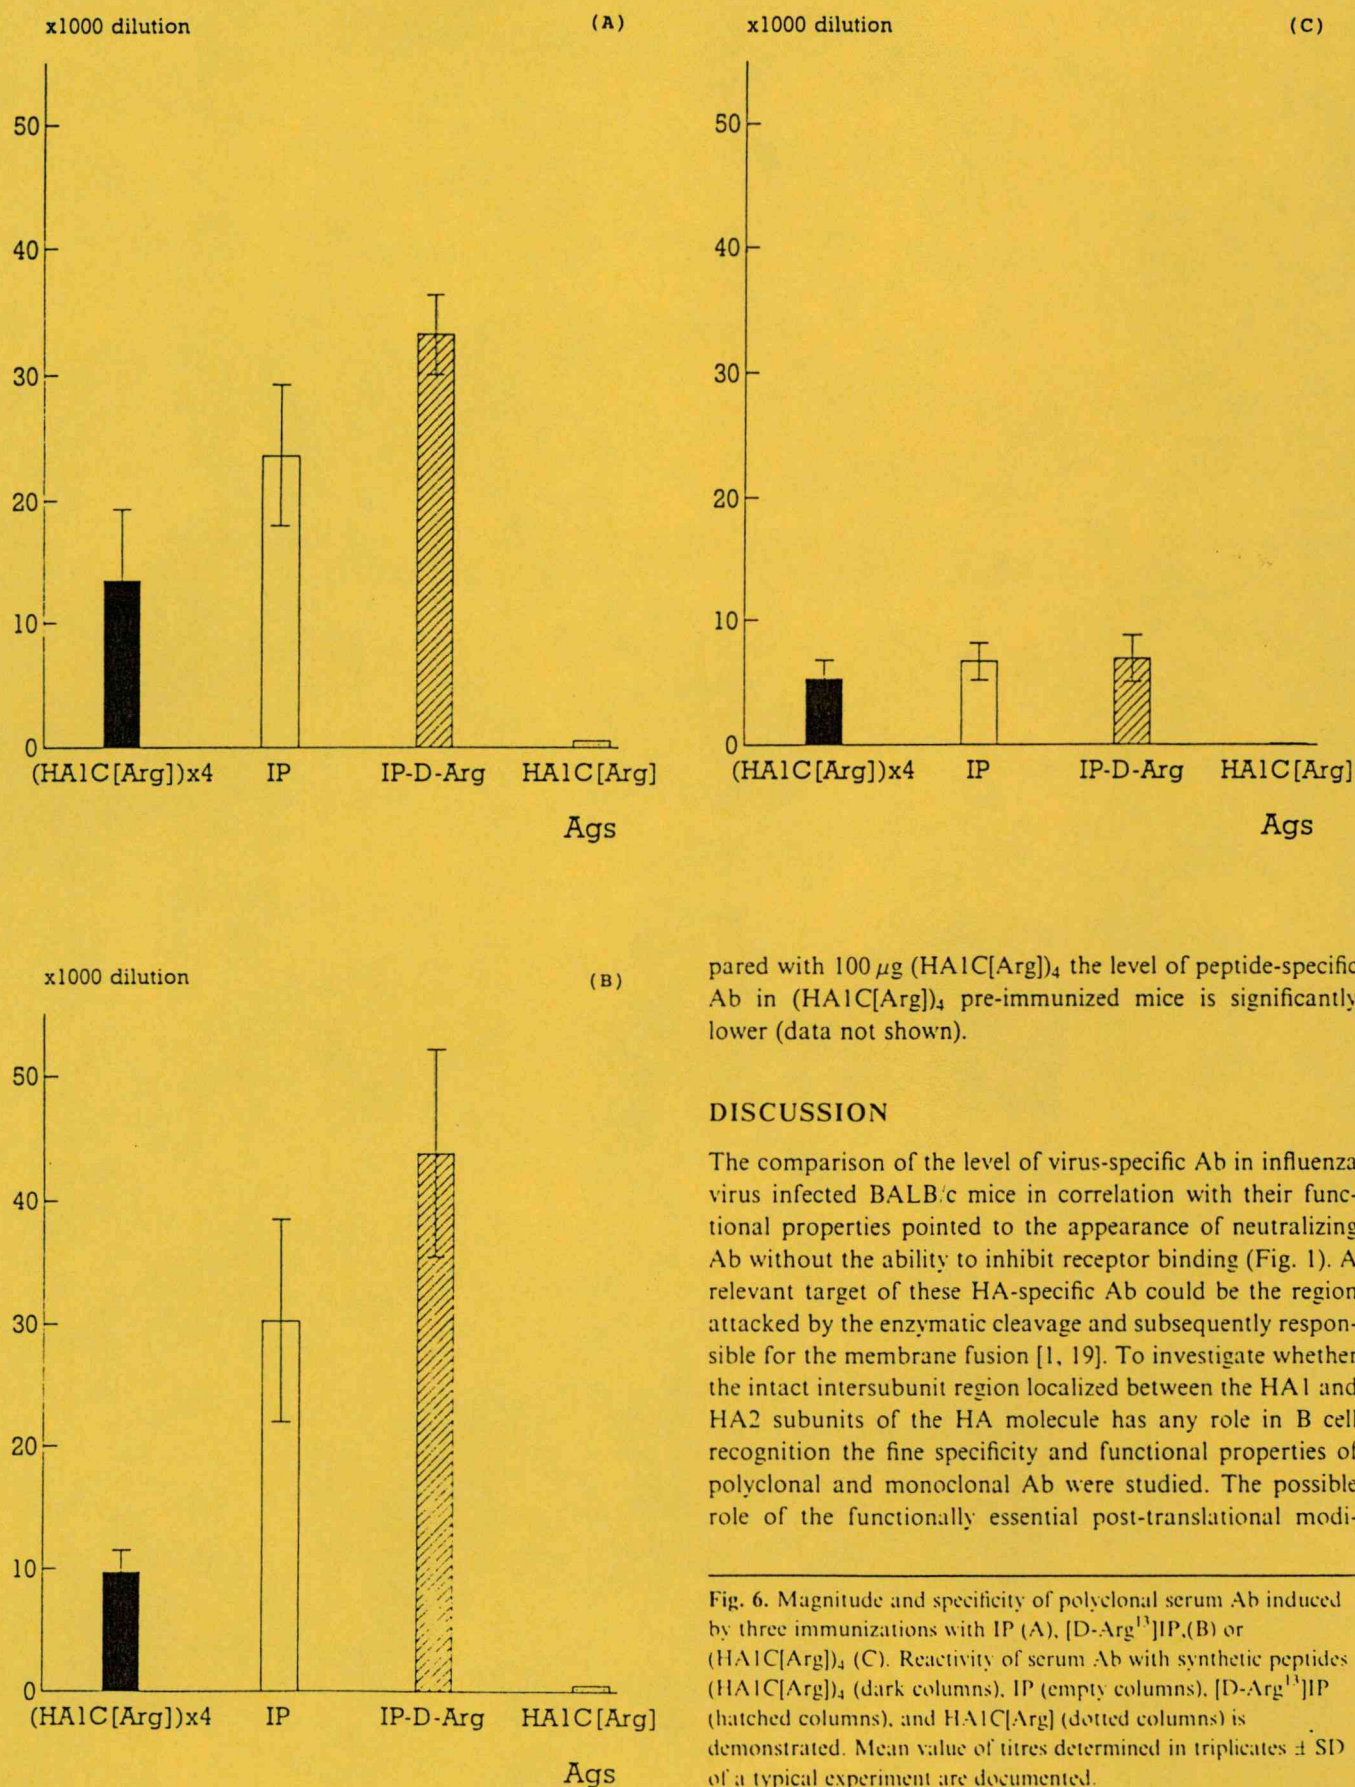 x1000 dilution
(A)
50
40
30
20
10
0
(HA1C[Arg])x4 IP IP-D-Arg HA1C[Arg]
Ags
x1000 dilution
(C)
50
40
30
20
10
0
(HA1C[Arg])x4 IP IP-D-Arg HA1C[Arg]
Ags
x1000 dilution
(B)
50
40
30
20
10
0
(HA1C[Arg])x4 IP IP-D-Arg HA1C[Arg]
Ags
pared with 100 µg (HA1C[Arg])₄ the level of peptide-specific
Ab in (HA1C[Arg])₄ pre-immunized mice is significantly
lower (data not shown).
DISCUSSION
The comparison of the level of virus-specific Ab in influenza
virus infected BALB/c mice in correlation with their func-
tional properties pointed to the appearance of neutralizing
Ab without the ability to inhibit receptor binding (Fig. 1). A
relevant target of these HA-specific Ab could be the region
attacked by the enzymatic cleavage and subsequently respon-
sible for the membrane fusion [1, 19]. To investigate whether
the intact intersubunit region localized between the HA1 and
HA2 subunits of the HA molecule has any role in B cell
recognition the fine specificity and functional properties of
polyclonal and monoclonal Ab were studied. The possible
role of the functionally essential post-translational modi-
Fig. 6. Magnitude and specificity of polyclonal serum Ab induced
by three immunizations with IP (A), [D-Arg¹³]IP,(B) or
(HA1C[Arg])₄ (C). Reactivity of serum Ab with synthetic peptides
(HA1C[Arg])₄ (dark columns), IP (empty columns), [D-Arg¹³]IP
(hatched columns), and HA1C[Arg] (dotted columns) is
demonstrated. Mean value of titres determined in triplicates ± SD
of a typical experiment are documented.